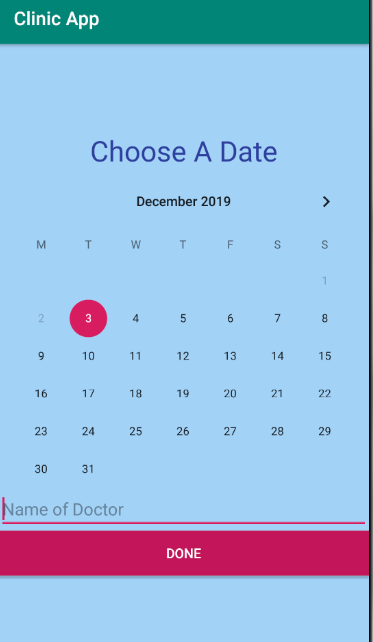 Clinic App
Choose A Date
December 2019
M T W T F S S
1
2 3 4 5 6 7 8
9 10 11 12 13 14 15
16 17 18 19 20 21 22
23 24 25 26 27 28 29
30 31
Name of Doctor
DONE